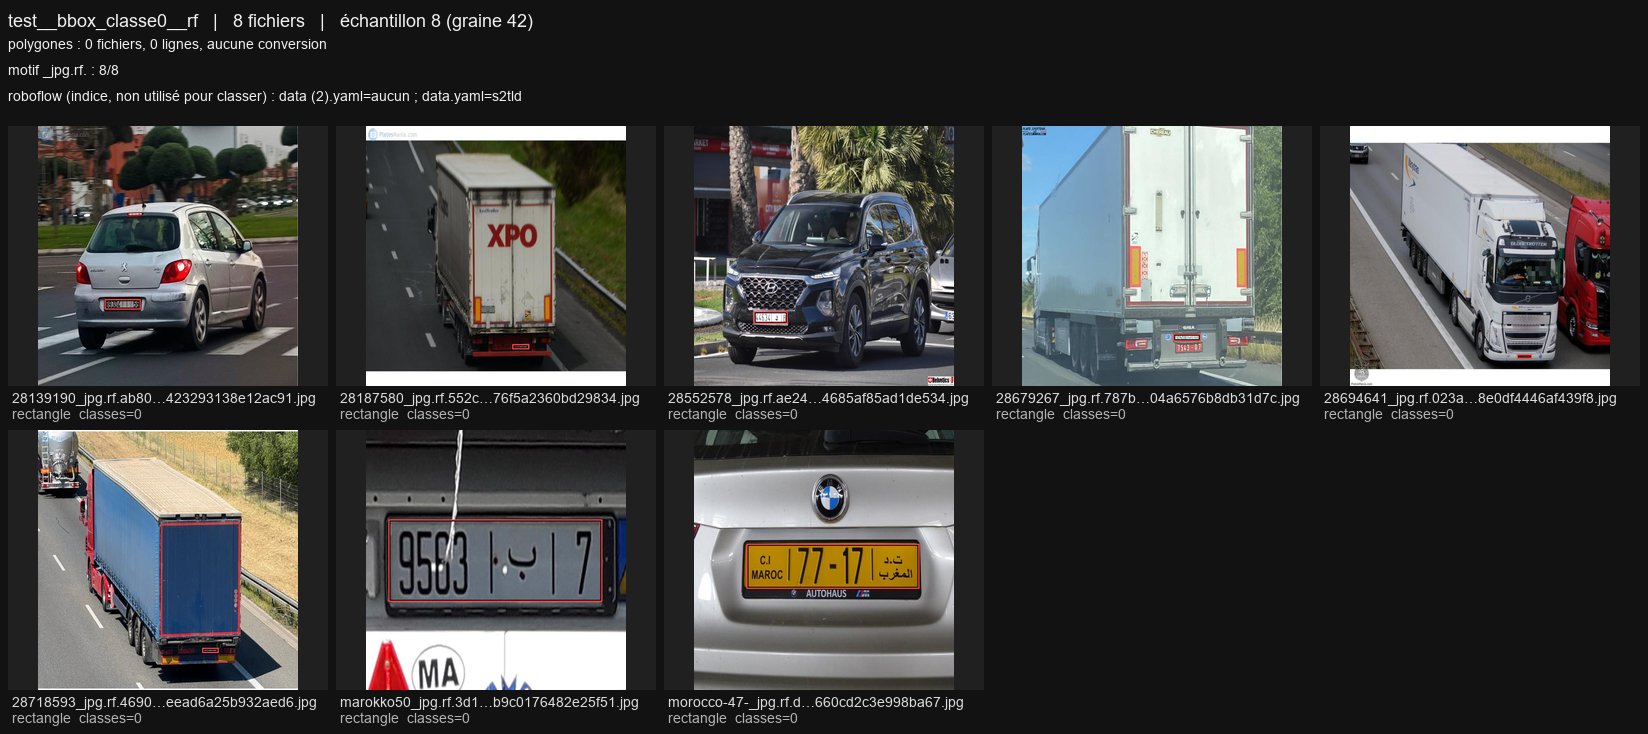 test__bbox_classe0__rf | 8 fichiers | échantillon 8 (graine 42)
polygones : 0 fichiers, 0 lignes, aucune conversion
motif _jpg.rf. : 8/8
roboflow (indice, non utilisé pour classer) : data (2).yaml=aucun ; data.yaml=s2tld
XPO
28139190_jpg.rf.ab80…423293138e12ac91.jpg
rectangle classes=0
28187580_jpg.rf.552c…76f5a2360bd29834.jpg
rectangle classes=0
28552578_jpg.rf.ae24…4685af85ad1de534.jpg
rectangle classes=0
28679267_jpg.rf.787b…04a6576b8db31d7c.jpg
rectangle classes=0
28694641_jpg.rf.023a…8e0df4446af439f8.jpg
rectangle classes=0
9563 | ب | 7
MA
C.I
MAROC | 77-17 | ت.د
المغرب
AUTOHAUS
28718593_jpg.rf.4690…eead6a25b932aed6.jpg
rectangle classes=0
marokko50_jpg.rf.3d1…b9c0176482e25f51.jpg
rectangle classes=0
morocco-47-_jpg.rf.d…660cd2c3e998ba67.jpg
rectangle classes=0